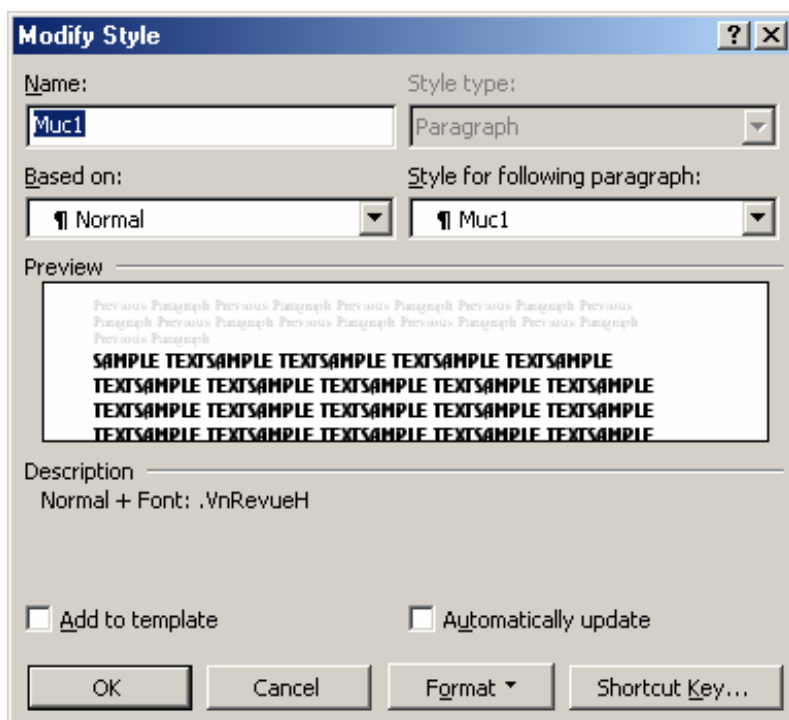 Modify Style
Name: Style type:
Muc1 Paragraph
Based on: Style for following paragraph:
¶ Normal ¶ Muc1
Preview
Previous Paragraph Previous Paragraph Previous Paragraph Previous Paragraph Previous
Paragraph Previous Paragraph Previous Paragraph Previous Paragraph Previous Paragraph
Previous Paragraph
SAMPLE TEXTSAMPLE TEXTSAMPLE TEXTSAMPLE TEXTSAMPLE
TEXTSAMPLE TEXTSAMPLE TEXTSAMPLE TEXTSAMPLE TEXTSAMPLE
TEXTSAMPLE TEXTSAMPLE TEXTSAMPLE TEXTSAMPLE TEXTSAMPLE
TEXTSAMPLE TEXTSAMPLE TEXTSAMPLE TEXTSAMPLE TEXTSAMPLE
Description
Normal + Font: .VnRevueH
Add to template Automatically update
OK Cancel Format Shortcut Key...